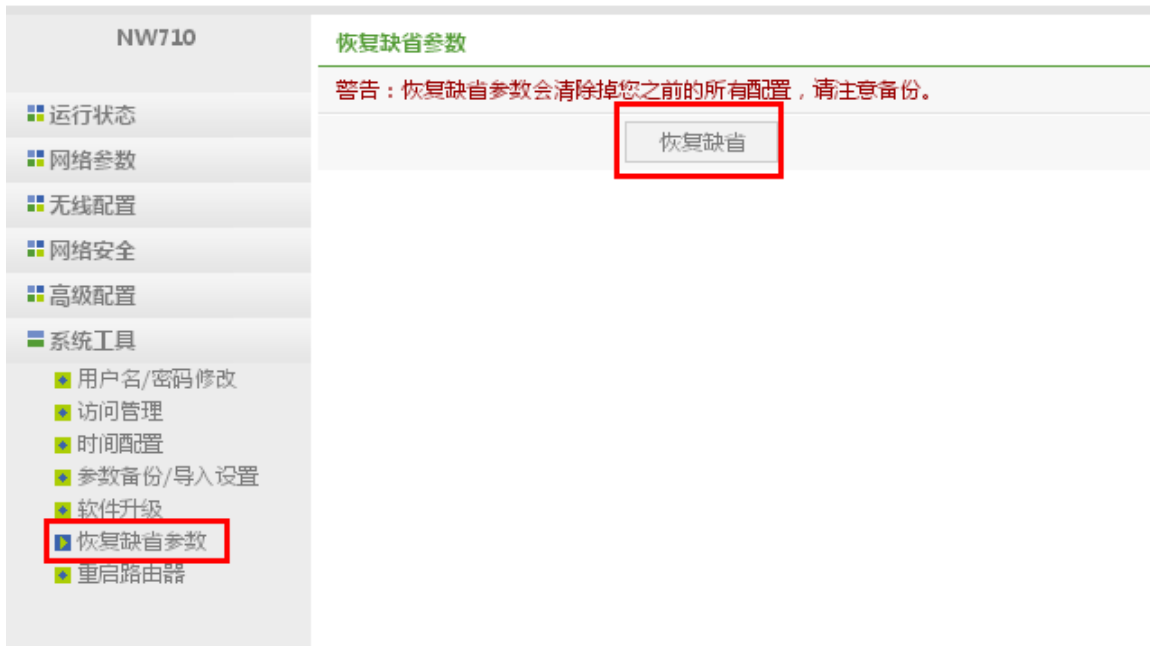 NW710
运行状态
网络参数
无线配置
网络安全
高级配置
系统工具
用户名/密码修改
访问管理
时间配置
参数备份/导入设置
软件升级
恢复缺省参数
重启路由器
恢复缺省参数
警告：恢复缺省参数会清除掉您之前的所有配置，请注意备份。
恢复缺省